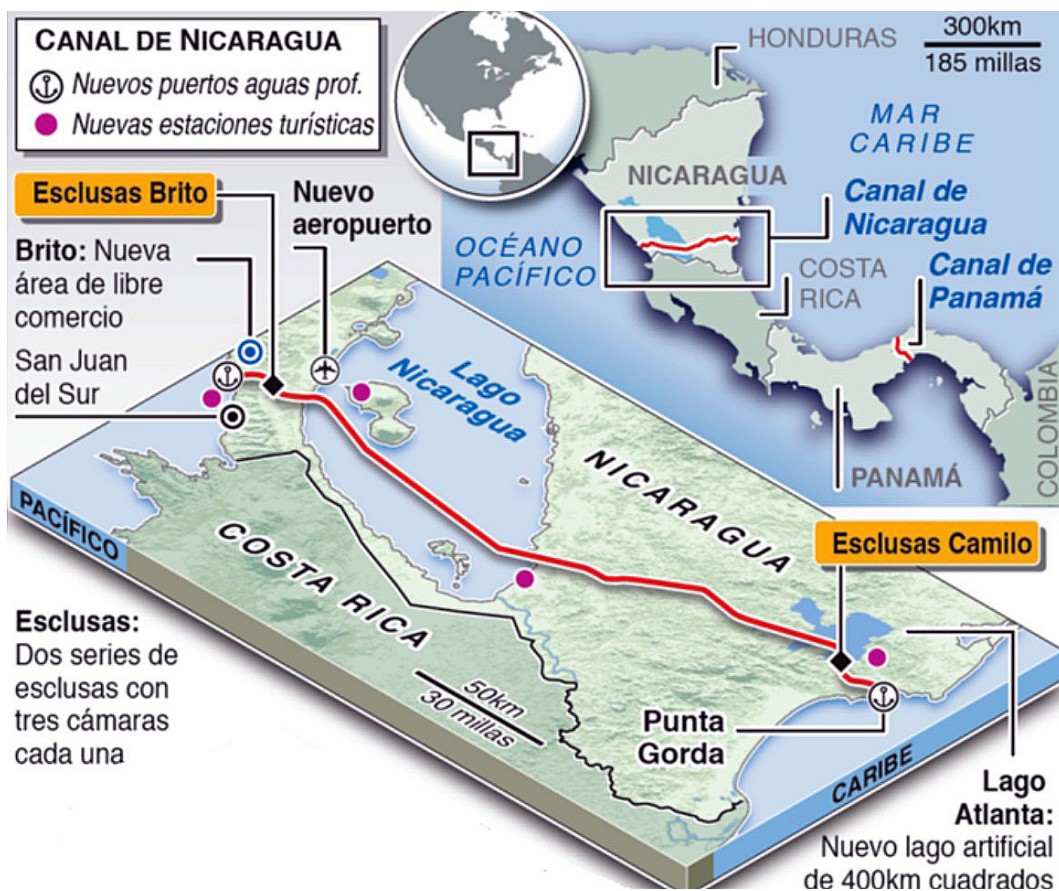 CANAL DE NICARAGUA
Nuevos puertos aguas prof.
Nuevas estaciones turísticas
300km
185 millas
HONDURAS
MAR
CARIBE
NICARAGUA
Canal de
Nicaragua
OCÉANO
PACÍFICO
COSTA
RICA
Canal de
Panamá
PANAMÁ
COLOMBIA
Esclusas Brito
Nuevo
aeropuerto
Brito: Nueva
área de libre
comercio
San Juan
del Sur
Lago
Nicaragua
NICARAGUA
COSTA RICA
PACÍFICO
Esclusas Camilo
Esclusas:
Dos series de
esclusas con
tres cámaras
cada una
50km
30 millas
Punta
Gorda
CARIBE
Lago
Atlanta:
Nuevo lago artificial
de 400km cuadrados